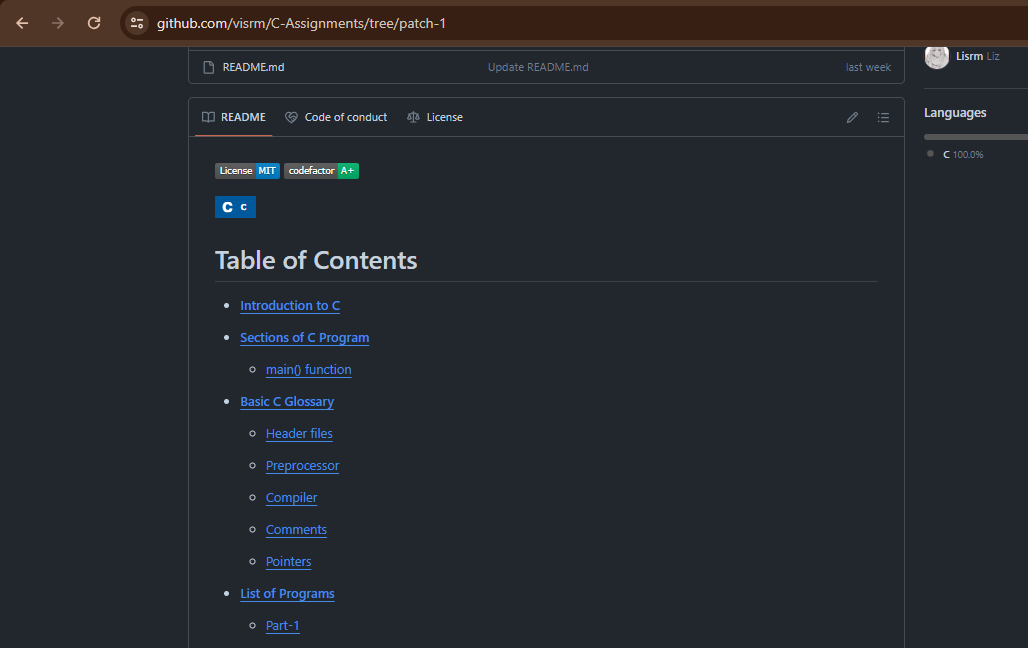 github.com/visrm/C-Assignments/tree/patch-1
README.md Update README.md last week
Lisrm Liz
README Code of conduct License
Languages
C 100.0%
License MIT codefactor A+
C c
Table of Contents
Introduction to C
Sections of C Program
main() function
Basic C Glossary
Header files
Preprocessor
Compiler
Comments
Pointers
List of Programs
Part-1